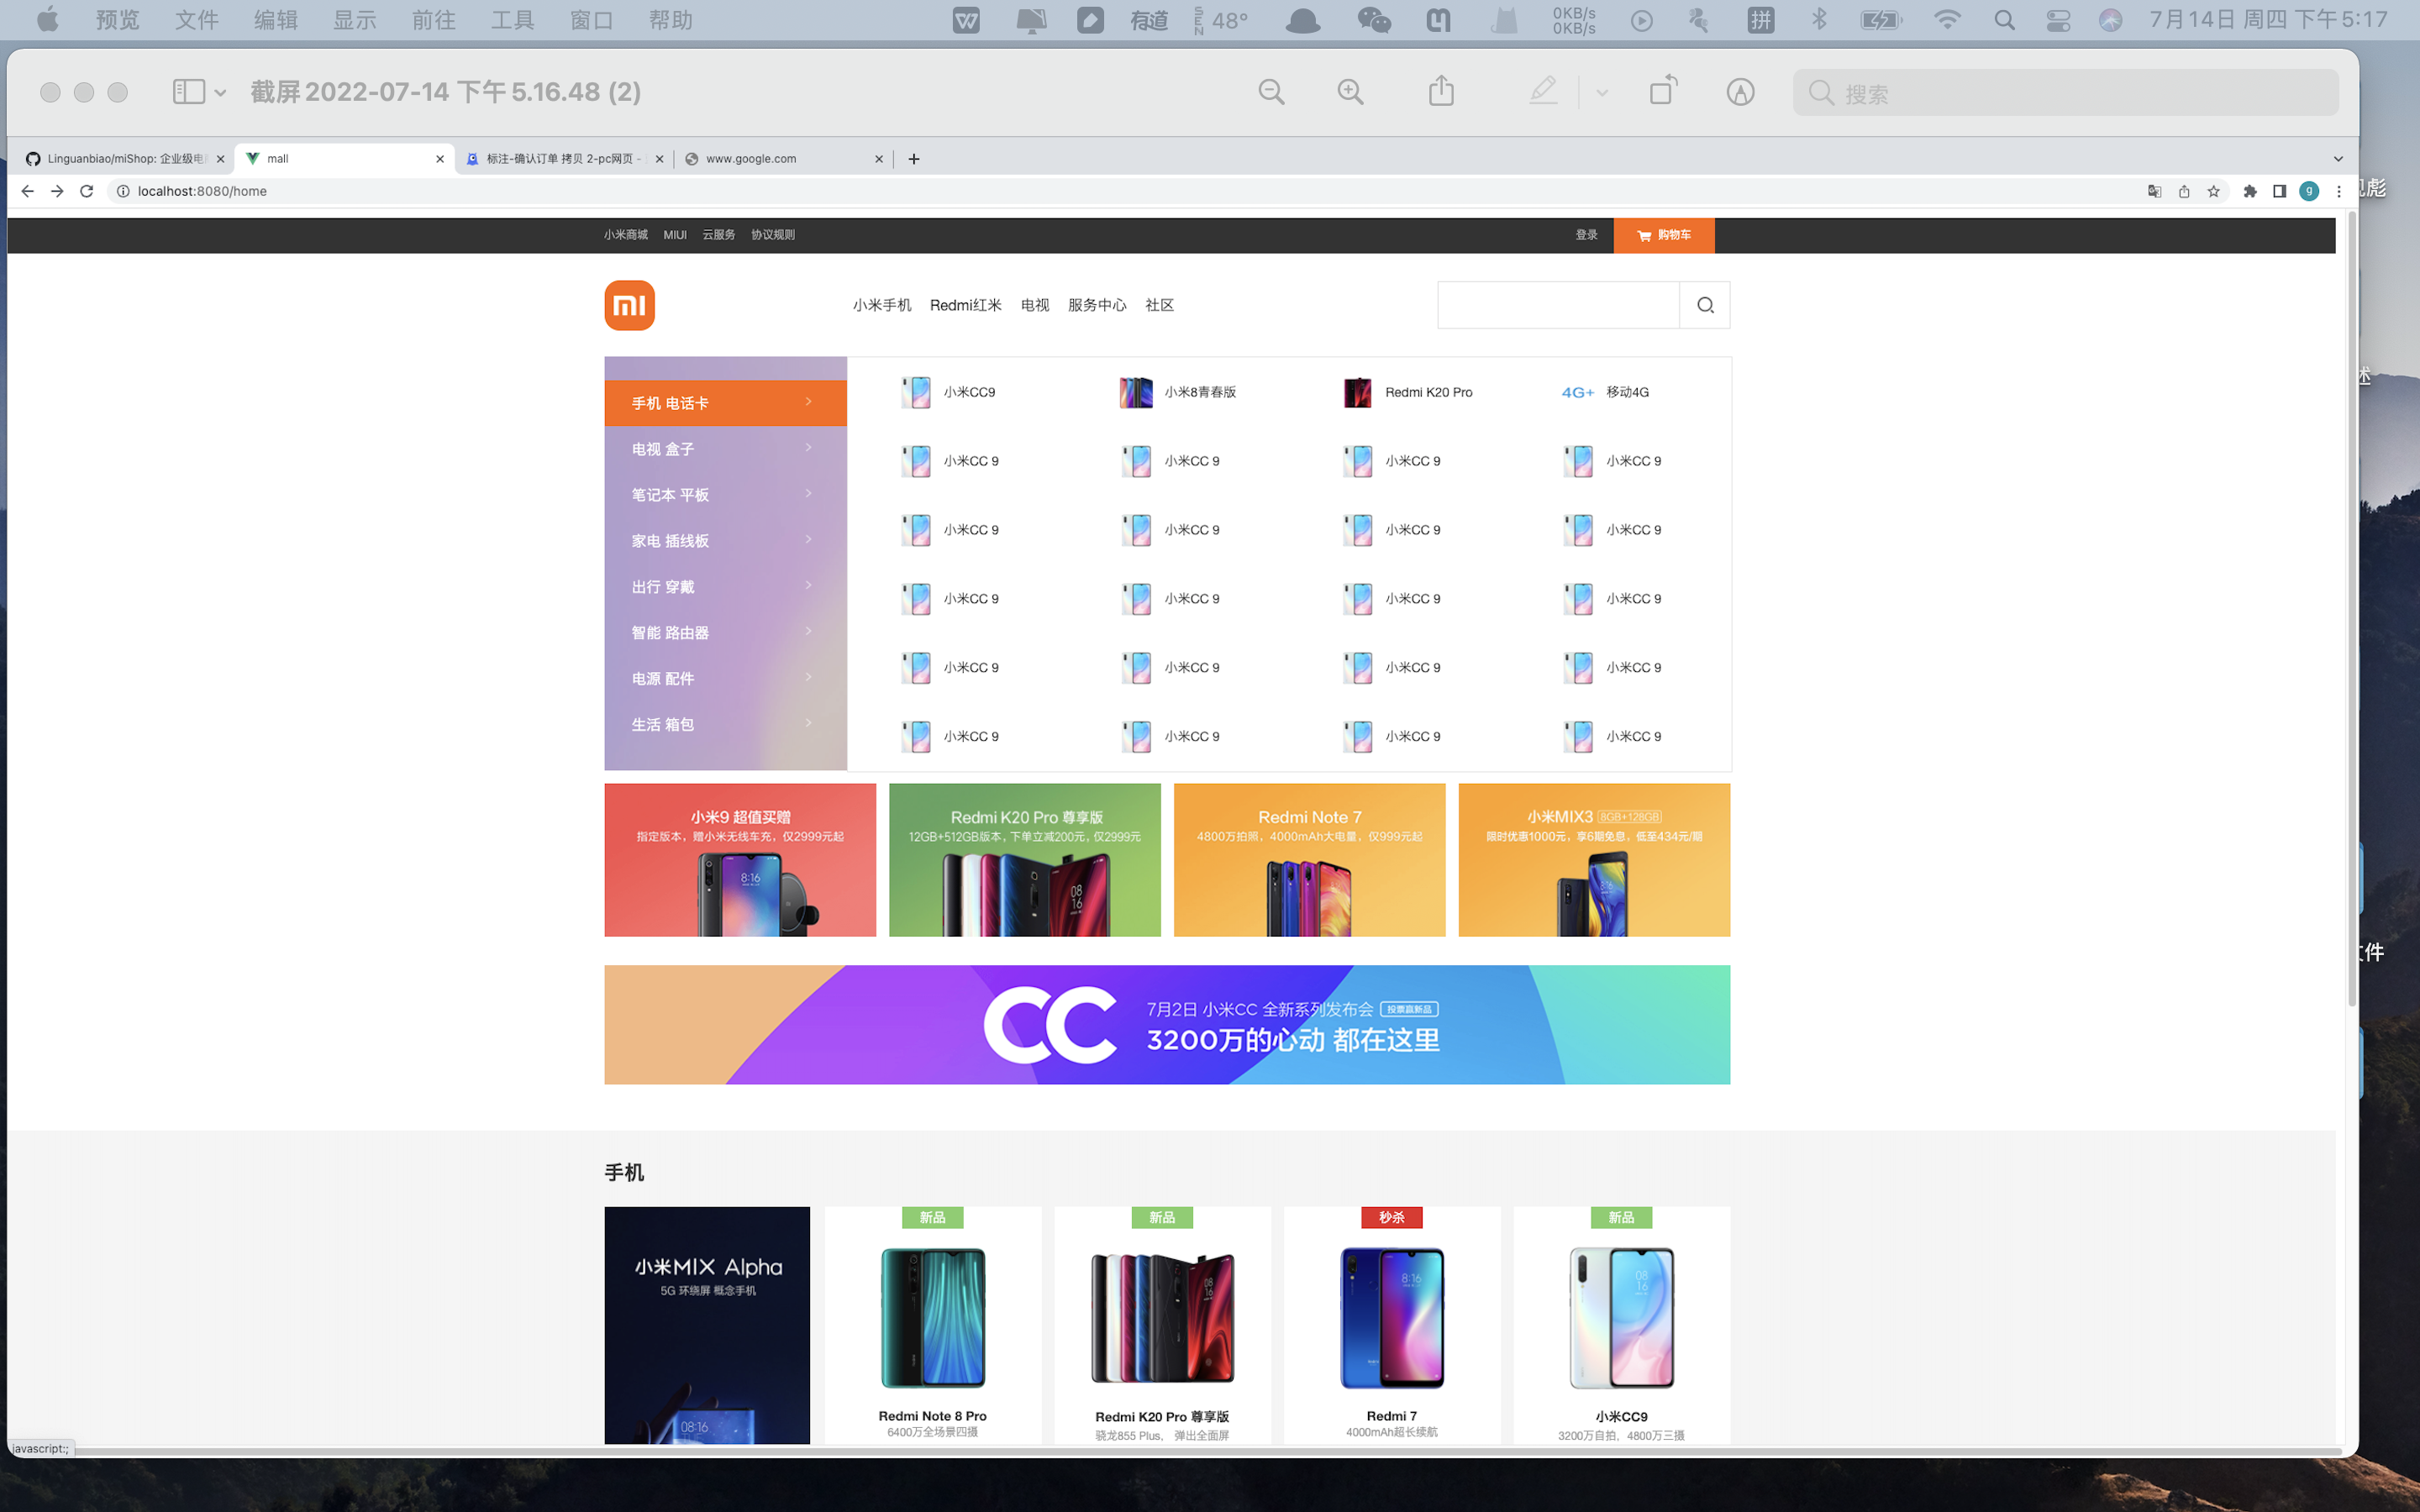 预览 文件 编辑 显示 前往 工具 窗口 帮助 有道 SEN 48° 0KB/s 0KB/s 拼 7月14日 周四 下午5:17
截屏2022-07-14 下午5.16.48 (2) 搜索
Linguanbiao/miShop: 企业级电 mall 标注-确认订单 拷贝 2-pc网页 - www.google.com
localhost:8080/home g
小米商城 MIUI 云服务 协议规则 登录 购物车
mi 小米手机 Redmi红米 电视 服务中心 社区
手机 电话卡
电视 盒子
笔记本 平板
家电 插线板
出行 穿戴
智能 路由器
电源 配件
生活 箱包
小米CC9 小米8青春版 Redmi K20 Pro 4G+ 移动4G
小米CC 9 小米CC 9 小米CC 9 小米CC 9
小米CC 9 小米CC 9 小米CC 9 小米CC 9
小米CC 9 小米CC 9 小米CC 9 小米CC 9
小米CC 9 小米CC 9 小米CC 9 小米CC 9
小米CC 9 小米CC 9 小米CC 9 小米CC 9
小米9 超值买赠
指定版本，赠小米无线车充，仅2999元起
8:16
Redmi K20 Pro 尊享版
12GB+512GB版本，下单立减200元，仅2999元
08
16
Redmi Note 7
4800万拍照，4000mAh大电量，仅999元起
小米MIX3 8GB+128GB
限时优惠1000元，享6期免息，低至434元/期
8:16
CC 7月2日 小米CC 全新系列发布会 投票赢新品
3200万的心动 都在这里
手机
小米MIX Alpha
5G 环绕屏 概念手机
08:16
新品
Redmi Note 8 Pro
6400万全场景四摄
新品
08
16
Redmi K20 Pro 尊享版
骁龙855 Plus， 弹出全面屏
秒杀
8:16
Redmi 7
4000mAh超长续航
新品
08
16
小米CC9
3200万自拍，4800万三摄
javascript:;
件
彪